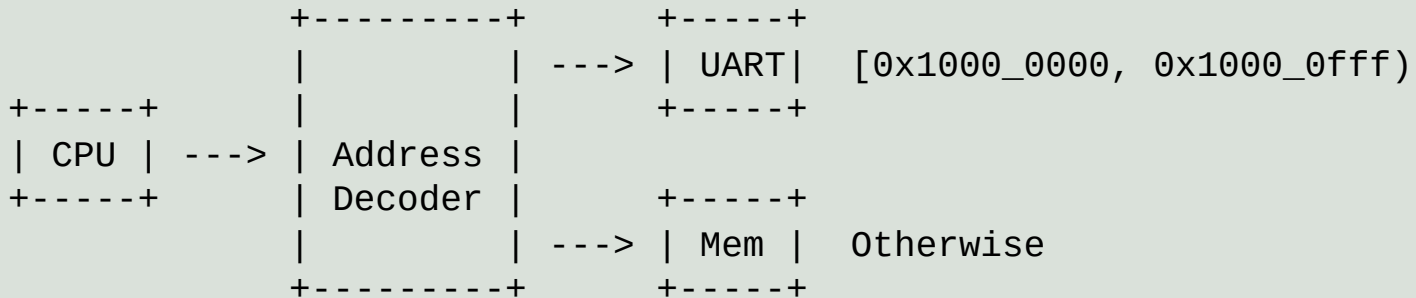 +---------+     +-----+
            |         | ---> | UART|  [0x1000_0000, 0x1000_0fff)
+-----+     |         |     +-----+
| CPU | ---> | Address |
+-----+     | Decoder |     +-----+
            |         | ---> | Mem |  Otherwise
            +---------+     +-----+